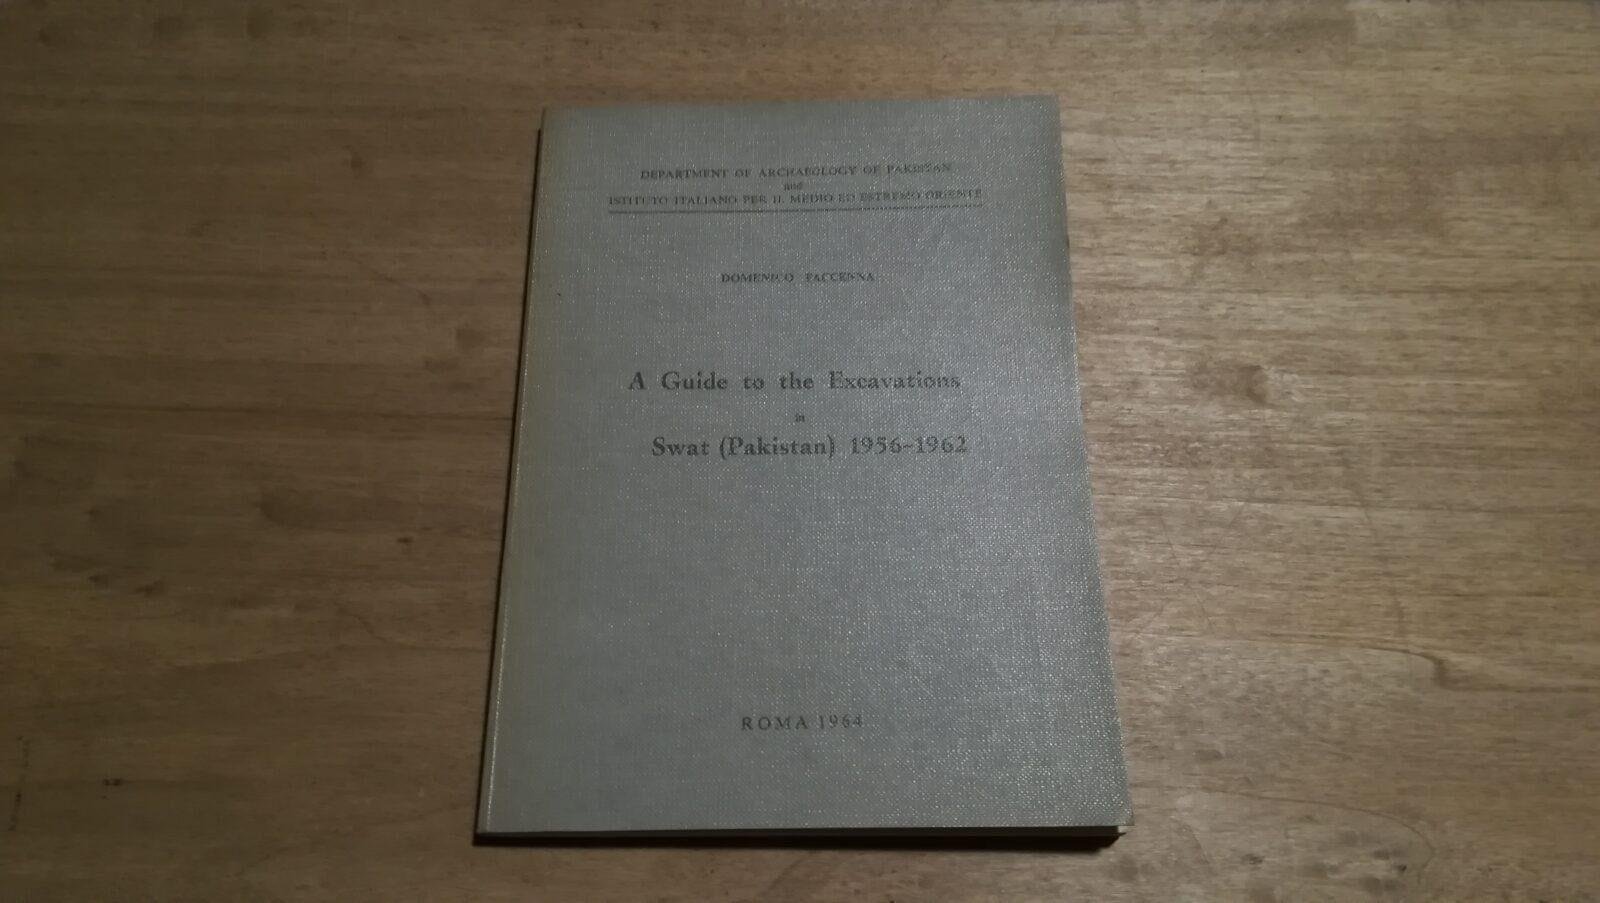 DEPARTMENT OF ARCHAEOLOGY OF PAKISTAN
and
ISTITUTO ITALIANO PER IL MEDIO ED ESTREMO ORIENTE
DOMENICO FACCENNA
A Guide to the Excavations
in
Swat (Pakistan) 1956-1962
ROMA 1964